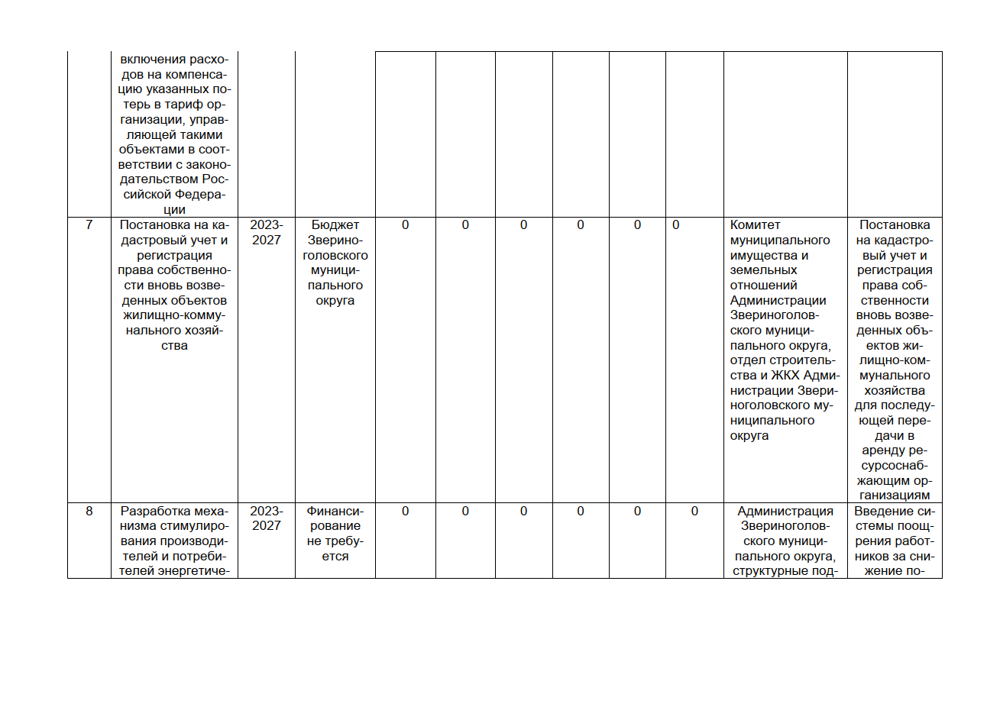 включения расхо-
дов на компенса-
цию указанных по-
терь в тариф ор-
ганизации, управ-
ляющей такими
объектами в соот-
ветствии с законо-
дательством Рос-
сийской Федера-
ции
7
Постановка на ка-
дастровый учет и
регистрация
права собственно-
сти вновь возве-
денных объектов
жилищно-комму-
нального хозяй-
ства
2023-
2027
Бюджет
Зверино-
головского
муници-
пального
округа
0
0
0
0
0
0
Комитет
муниципального
имущества и
земельных
отношений
Администрации
Звериноголов-
ского муници-
пального округа,
отдел строитель-
ства и ЖКХ Адми-
нистрации Звери-
ноголовского му-
ниципального
округа
Постановка
на кадастро-
вый учет и
регистрация
права соб-
ственности
вновь возве-
денных объ-
ектов жи-
лищно-ком-
мунального
хозяйства
для последу-
ющей пере-
дачи в
аренду ре-
сурсоснаб-
жающим ор-
ганизациям
8
Разработка меха-
низма стимулиро-
вания производи-
телей и потреби-
телей энергетиче-
2023-
2027
Финанси-
рование
не требу-
ется
0
0
0
0
0
0
Администрация
Звериноголов-
ского муници-
пального округа,
структурные под-
Введение си-
стемы поощ-
рения работ-
ников за сни-
жение по-